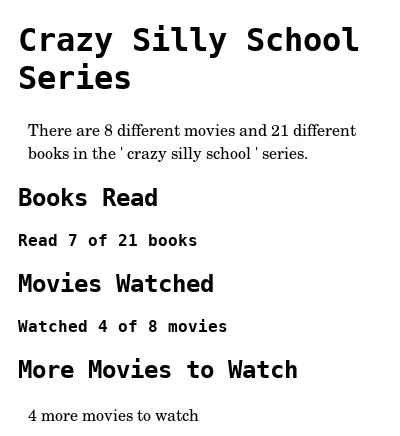 Crazy Silly School
Series
There are 8 different movies and 21 different
books in the ' crazy silly school ' series.
Books Read
Read 7 of 21 books
Movies Watched
Watched 4 of 8 movies
More Movies to Watch
4 more movies to watch